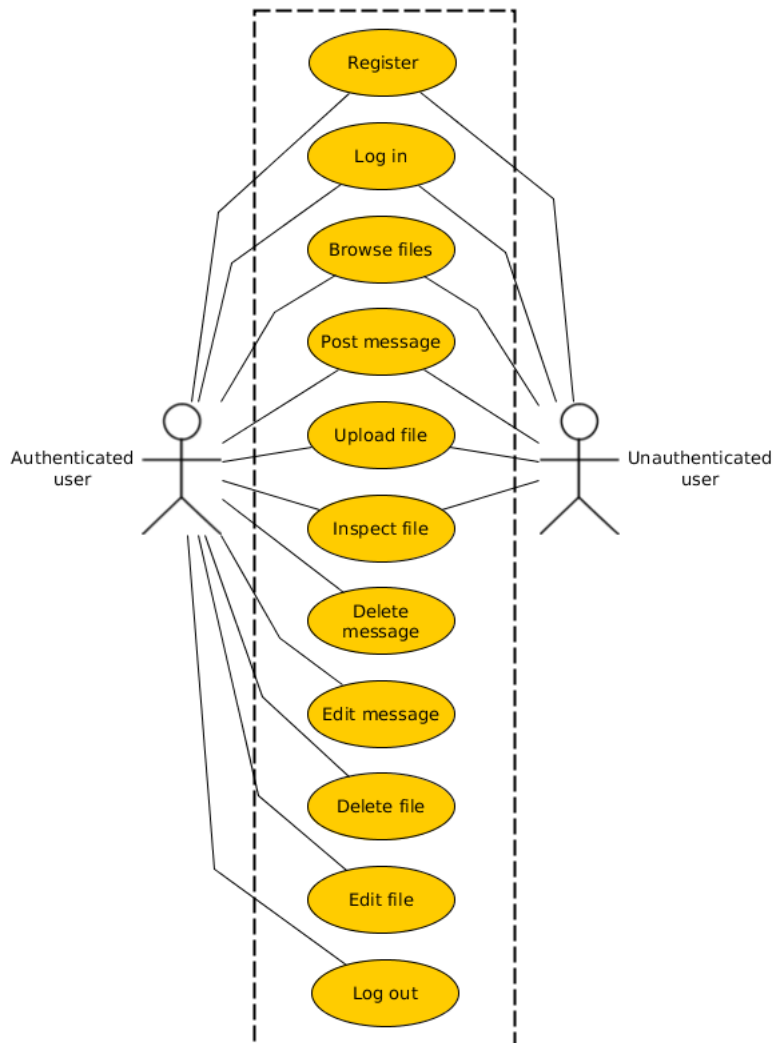 Register
Log in
Browse files
Post message
Upload file
Authenticated
user
Unauthenticated
user
Inspect file
Delete
message
Edit message
Delete file
Edit file
Log out